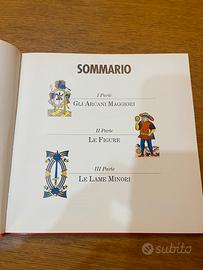 SOMMARIO
I Parte
GLI ARCANI MAGGIORI
II Parte
LE FIGURE
III Parte
LE LAME MINORI
subito